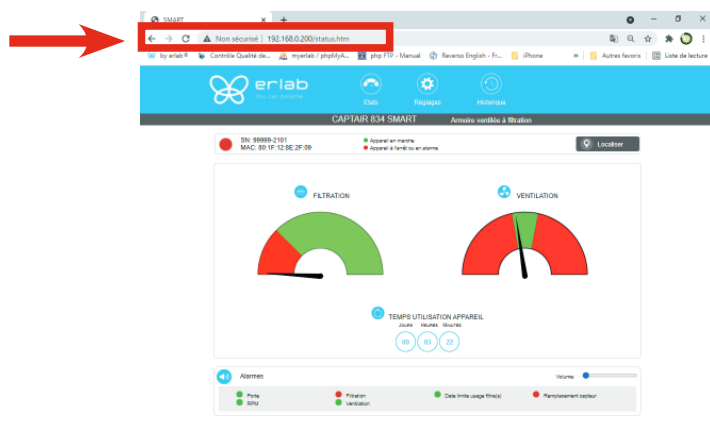 SMART
Non sécurisé | 192.168.0.200/status.htm
by erlab® Contrôle Qualité de... myerlab / phpMyA... php FTP - Manual Reverso English - Fr... iPhone » Autres favoris Liste de lecture
erlab
You can breathe
Etats Réglages Historique
CAPTAIR 834 SMART Armoire ventilée à filtration
SN: 99999-2101
MAC: 80:1F:12:8E:2F:09
Appareil en marche
Appareil à l'arrêt ou en alarme
Localiser
FILTRATION VENTILATION
TEMPS UTILISATION APPAREIL
JOURS HEURES MINUTES
00 03 22
Alarmes Volume
Porte Filtration Date limite usage filtre(s) Remplacement capteur
RPM Ventilation